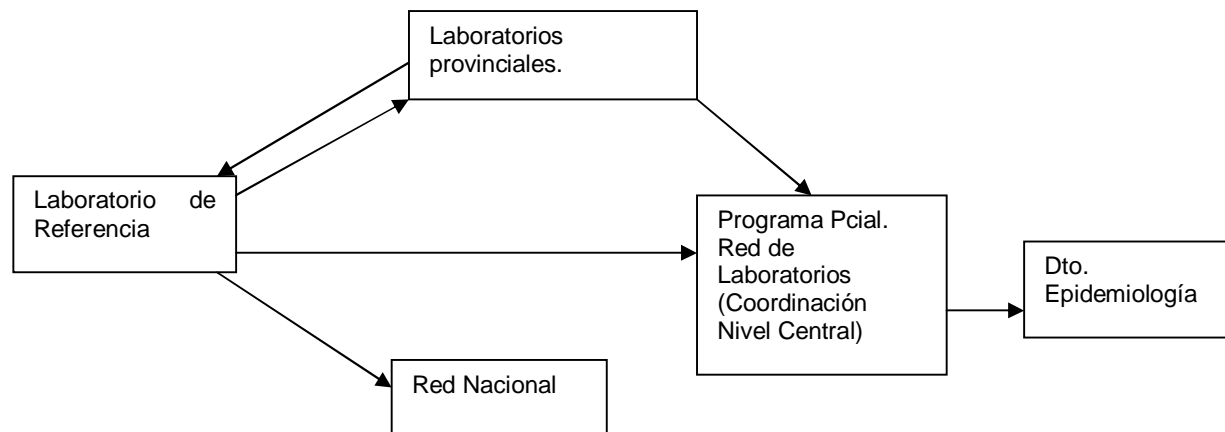 Laboratorios
provinciales.
Laboratorio de
Referencia
Programa Pcial.
Red de
Laboratorios
(Coordinación
Nivel Central)
Dto.
Epidemiología
Red Nacional